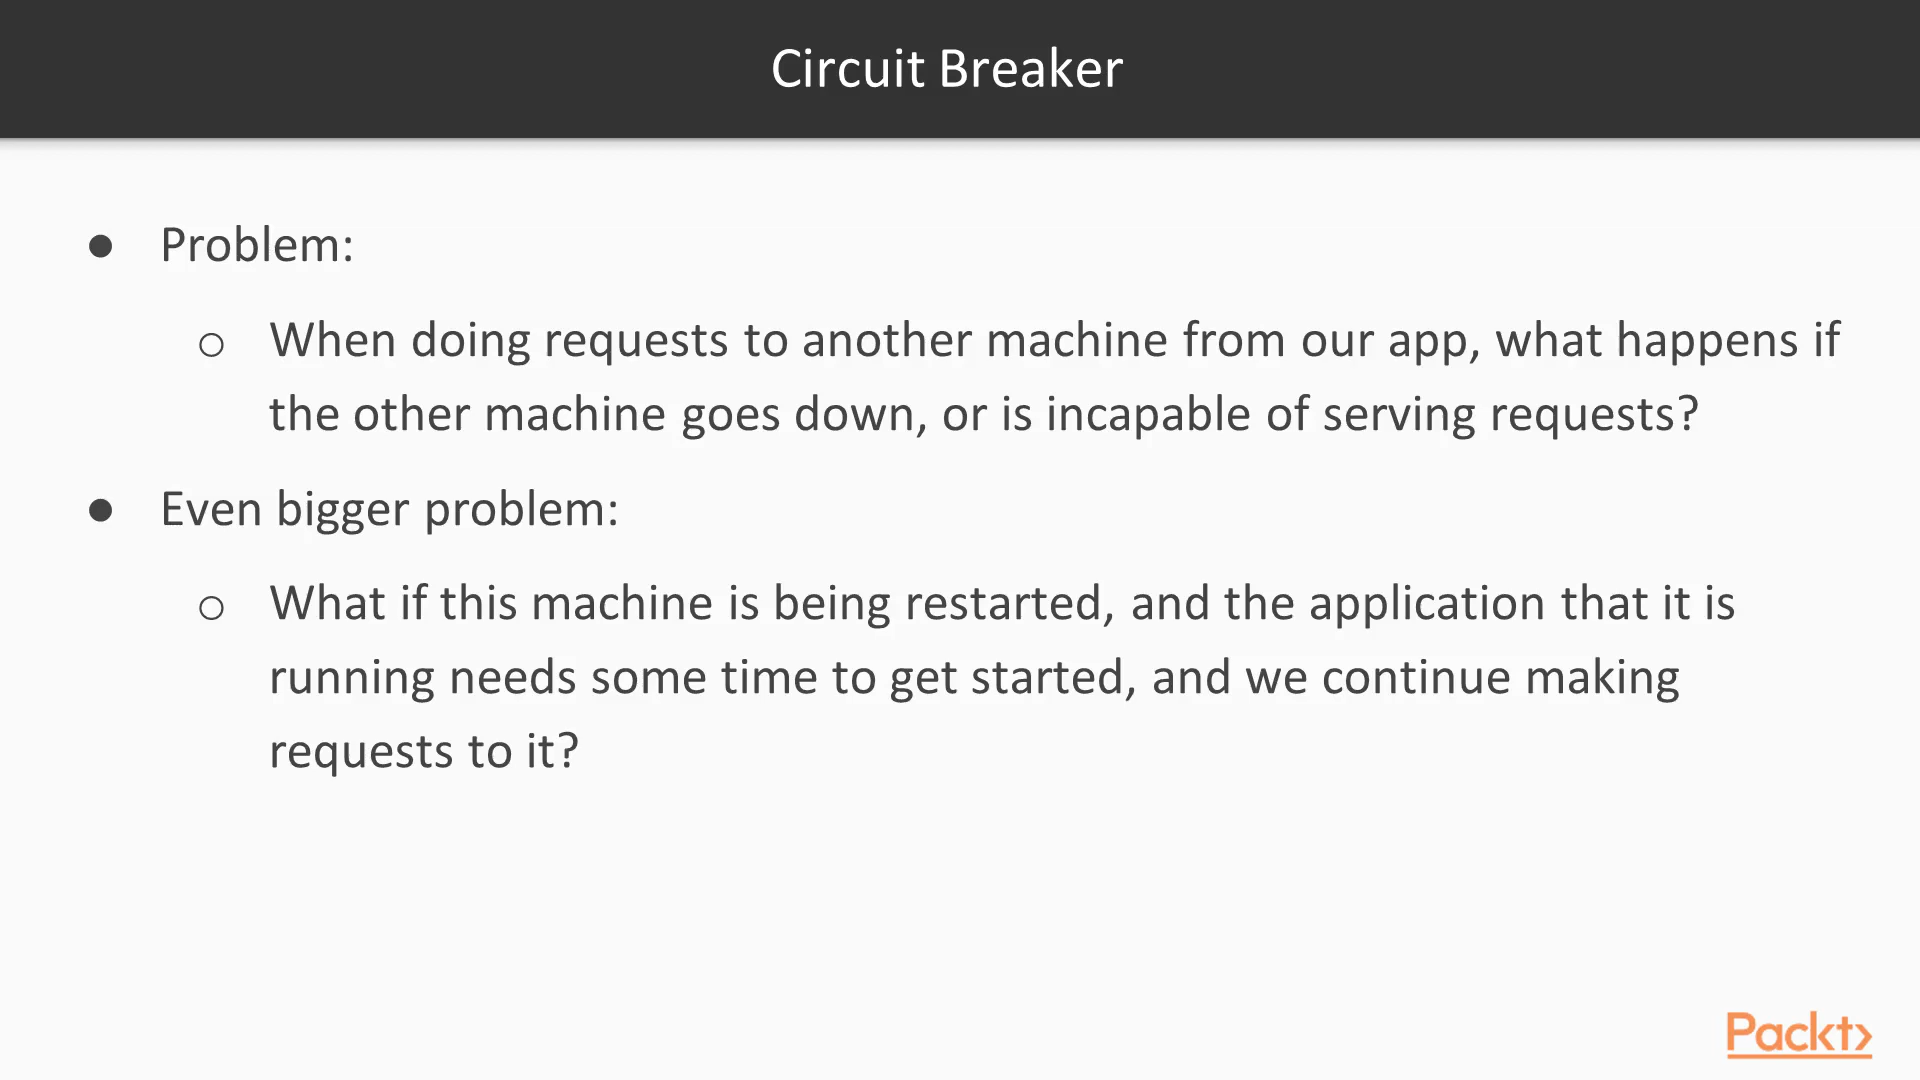 Circuit Breaker
● Problem:
○ When doing requests to another machine from our app, what happens if
the other machine goes down, or is incapable of serving requests?
● Even bigger problem:
○ What if this machine is being restarted, and the application that it is
running needs some time to get started, and we continue making
requests to it?
Packt>